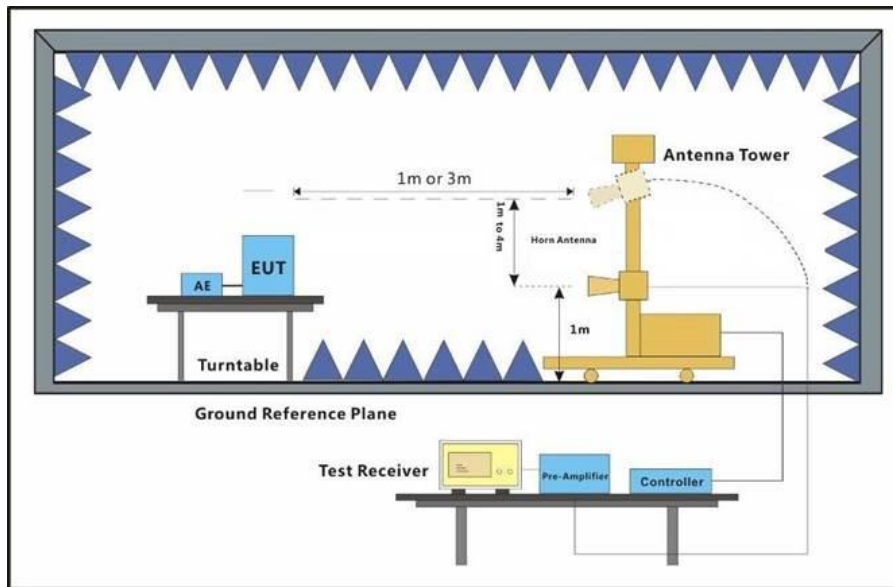 Antenna Tower
1m or 3m
1m to 4m
Horn Antenna
EUT
AE
1m
Turntable
Ground Reference Plane
Test Receiver
Pre-Amplifier
Controller